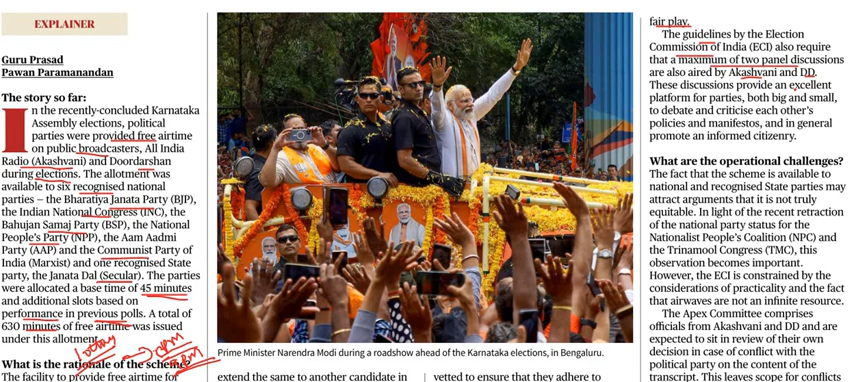 EXPLAINER
Guru Prasad
Pawan Paramanandan
The story so far:
In the recently-concluded Karnataka
Assembly elections, political
parties were provided free airtime
on public broadcasters, All India
Radio (Akashvani) and Doordarshan
during elections. The allotment was
available to six recognised national
parties – the Bharatiya Janata Party (BJP),
the Indian National Congress (INC), the
Bahujan Samaj Party (BSP), the National
People's Party (NPP), the Aam Aadmi
Party (AAP) and the Communist Party of
India (Marxist) and one recognised State
party, the Janata Dal (Secular). The parties
were allocated a base time of 45 minutes
and additional slots based on
performance in previous polls. A total of
630 minutes of free airtime was issued
under this allotment.
What is the rationale of the scheme?
The facility to provide free airtime for
Prime Minister Narendra Modi during a roadshow ahead of the Karnataka elections, in Bengaluru.
extend the same to another candidate in
vetted to ensure that they adhere to
fair play.
The guidelines by the Election
Commission of India (ECI) also require
that a maximum of two panel discussions
are also aired by Akashvani and DD.
These discussions provide an excellent
platform for parties, both big and small,
to debate and criticise each other's
policies and manifestos, and in general
promote an informed citizenry.
What are the operational challenges?
The fact that the scheme is available to
national and recognised State parties may
attract arguments that it is not truly
equitable. In light of the recent retraction
of the national party status for the
Nationalist People's Coalition (NPC) and
the Trinamool Congress (TMC), this
observation becomes important.
However, the ECI is constrained by the
considerations of practicality and the fact
that airwaves are not an infinite resource.
The Apex Committee comprises
officials from Akashvani and DD and are
expected to sit in review of their own
decision in case of conflict with the
political party on the content of the
transcript. This leaves scope for conflicts